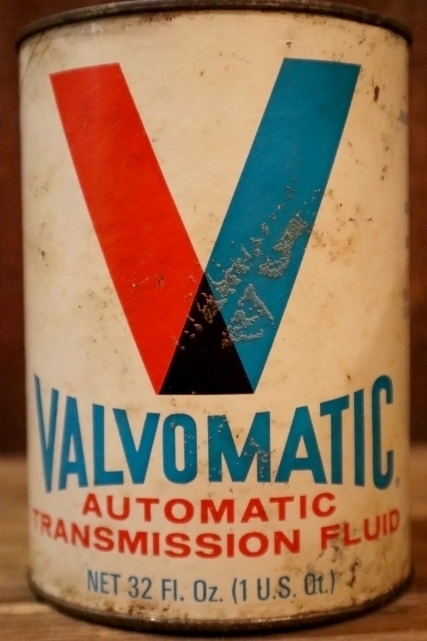 V
VALVOMATIC®
AUTOMATIC
TRANSMISSION FLUID
NET 32 Fl. Oz. (1 U.S. Qt.)